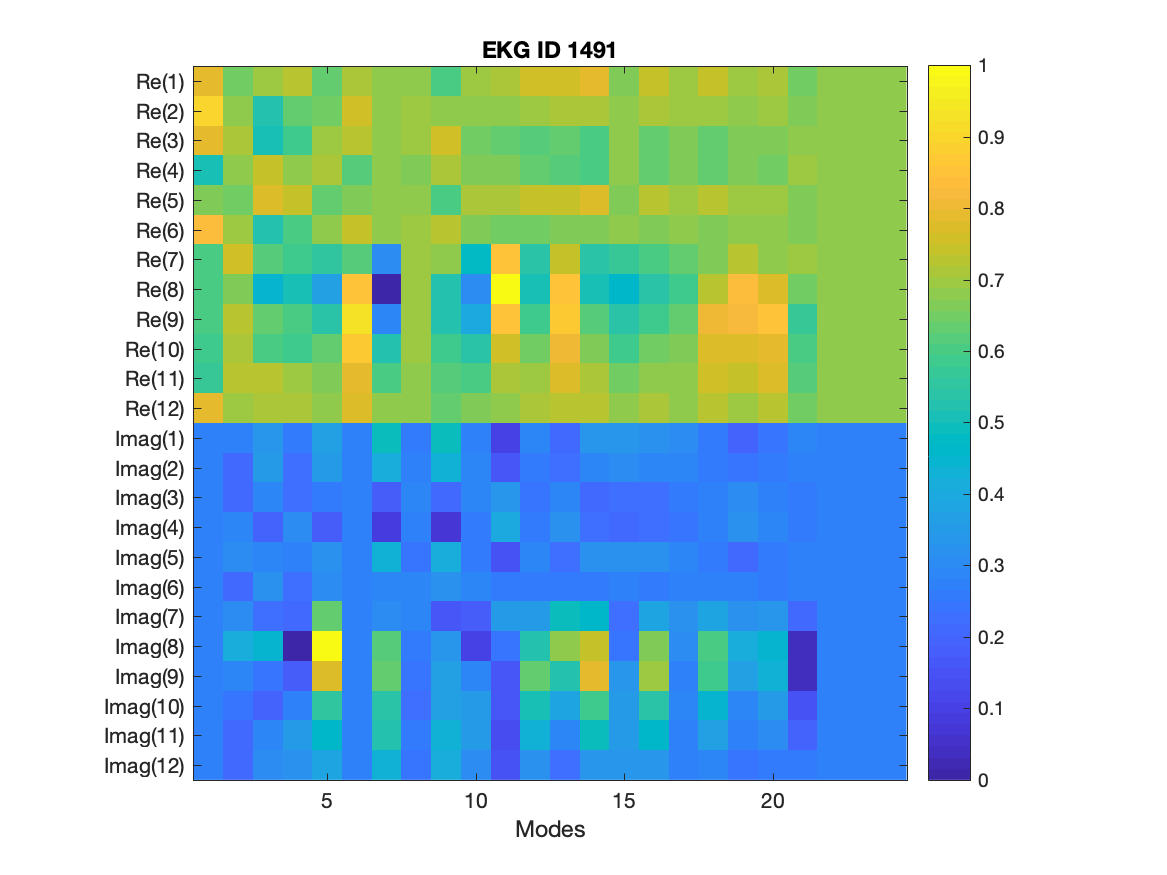 EKG ID 1491
Re(1)
Re(2)
Re(3)
Re(4)
Re(5)
Re(6)
Re(7)
Re(8)
Re(9)
Re(10)
Re(11)
Re(12)
Imag(1)
Imag(2)
Imag(3)
Imag(4)
Imag(5)
Imag(6)
Imag(7)
Imag(8)
Imag(9)
Imag(10)
Imag(11)
Imag(12)
5 10 15 20
Modes
1
0.9
0.8
0.7
0.6
0.5
0.4
0.3
0.2
0.1
0